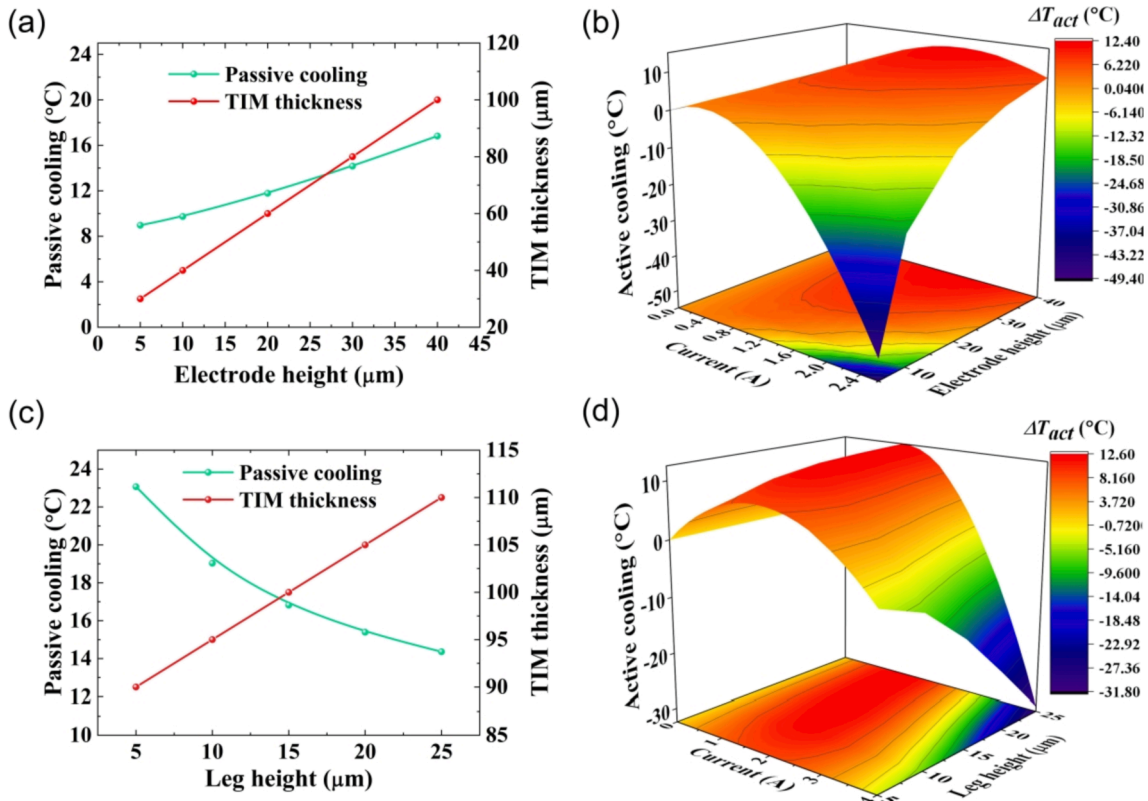 (a)
24
20
16
12
8
4
0
Passive cooling (°C)
Passive cooling
TIM thickness
120
100
80
60
40
20
TIM thickness (μm)
0 5 10 15 20 25 30 35 40 45
Electrode height (μm)
(b)
ΔTact (°C)
12.40
6.220
0.0400
-6.140
-12.32
-18.50
-24.68
-30.86
-37.04
-43.22
-49.40
10
0
-10
-20
-30
-40
-50
Active cooling (°C)
0.0 0.4 0.8 1.2 1.6 2.0 2.4
Current (A)
10 20 30 40
Electrode height (μm)
(c)
24
22
20
18
16
14
12
10
Passive cooling (°C)
Passive cooling
TIM thickness
115
110
105
100
95
90
85
TIM thickness (μm)
5 10 15 20 25
Leg height (μm)
(d)
ΔTact (°C)
12.60
8.160
3.720
-0.7200
-5.160
-9.600
-14.04
-18.48
-22.92
-27.36
-31.80
10
0
-10
-20
-30
Active cooling (°C)
0 1 2 3 4
Current (A)
10 15 20 25
Leg height (μm)